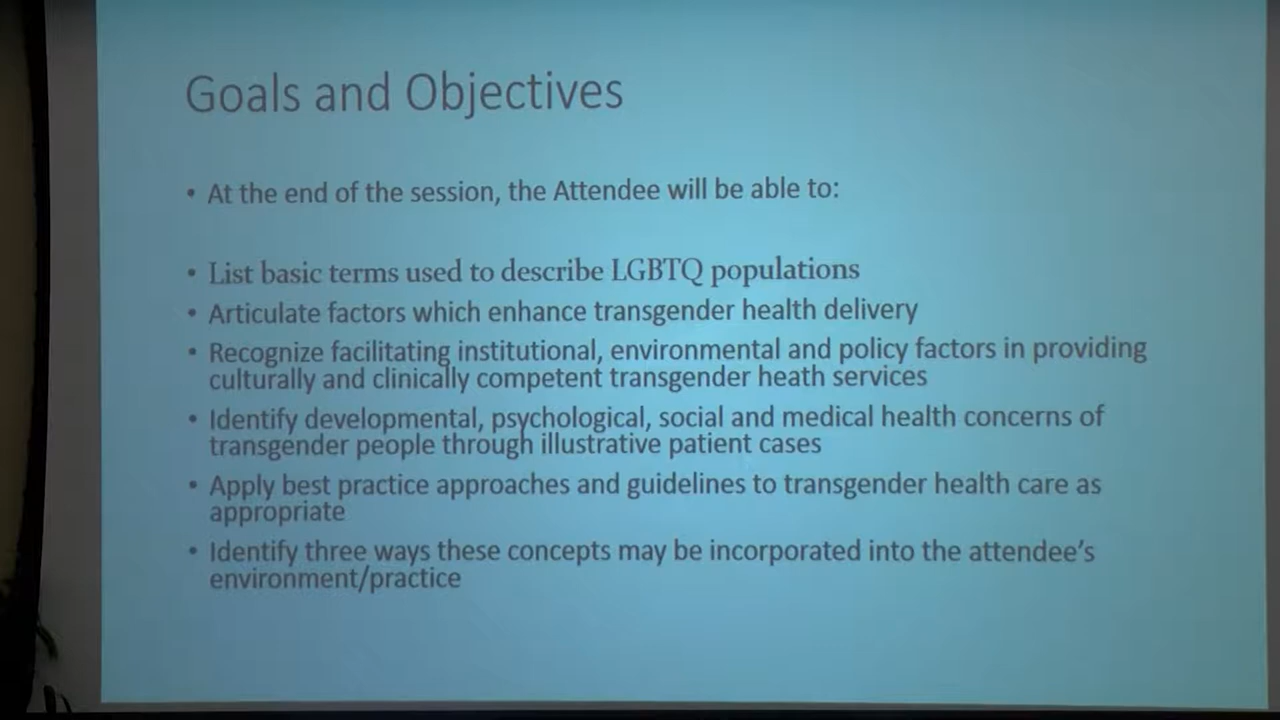 Goals and Objectives
• At the end of the session, the Attendee will be able to:
• List basic terms used to describe LGBTQ populations
• Articulate factors which enhance transgender health delivery
• Recognize facilitating institutional, environmental and policy factors in providing
culturally and clinically competent transgender heath services
• Identify developmental, psychological, social and medical health concerns of
transgender people through illustrative patient cases
• Apply best practice approaches and guidelines to transgender health care as
appropriate
• Identify three ways these concepts may be incorporated into the attendee's
environment/practice